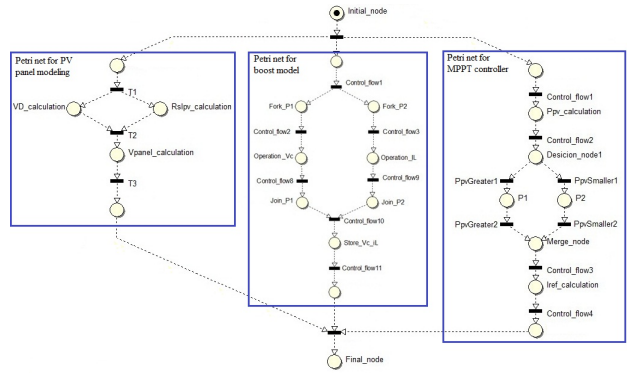 Initial_node
Petri net for PV
panel modeling
T1
VD_calculation
RsIpv_calculation
T2
Vpanel_calculation
T3
Petri net for
boost model
Control_flow1
Fork_P1
Fork_P2
Control_flow2
Control_flow3
Operation_Vc
Operation_IL
Control_flow8
Control_flow9
Join_P1
Join_P2
Control_flow10
Store_Vc_iL
Control_flow11
Petri net for
MPPT controller
Control_flow1
Ppv_calculation
Control_flow2
Desicion_node1
PpvGreater1
PpvSmaller1
P1
P2
PpvGreater2
PpvSmaller2
Merge_node
Control_flow3
Iref_calculation
Control_flow4
Final_node